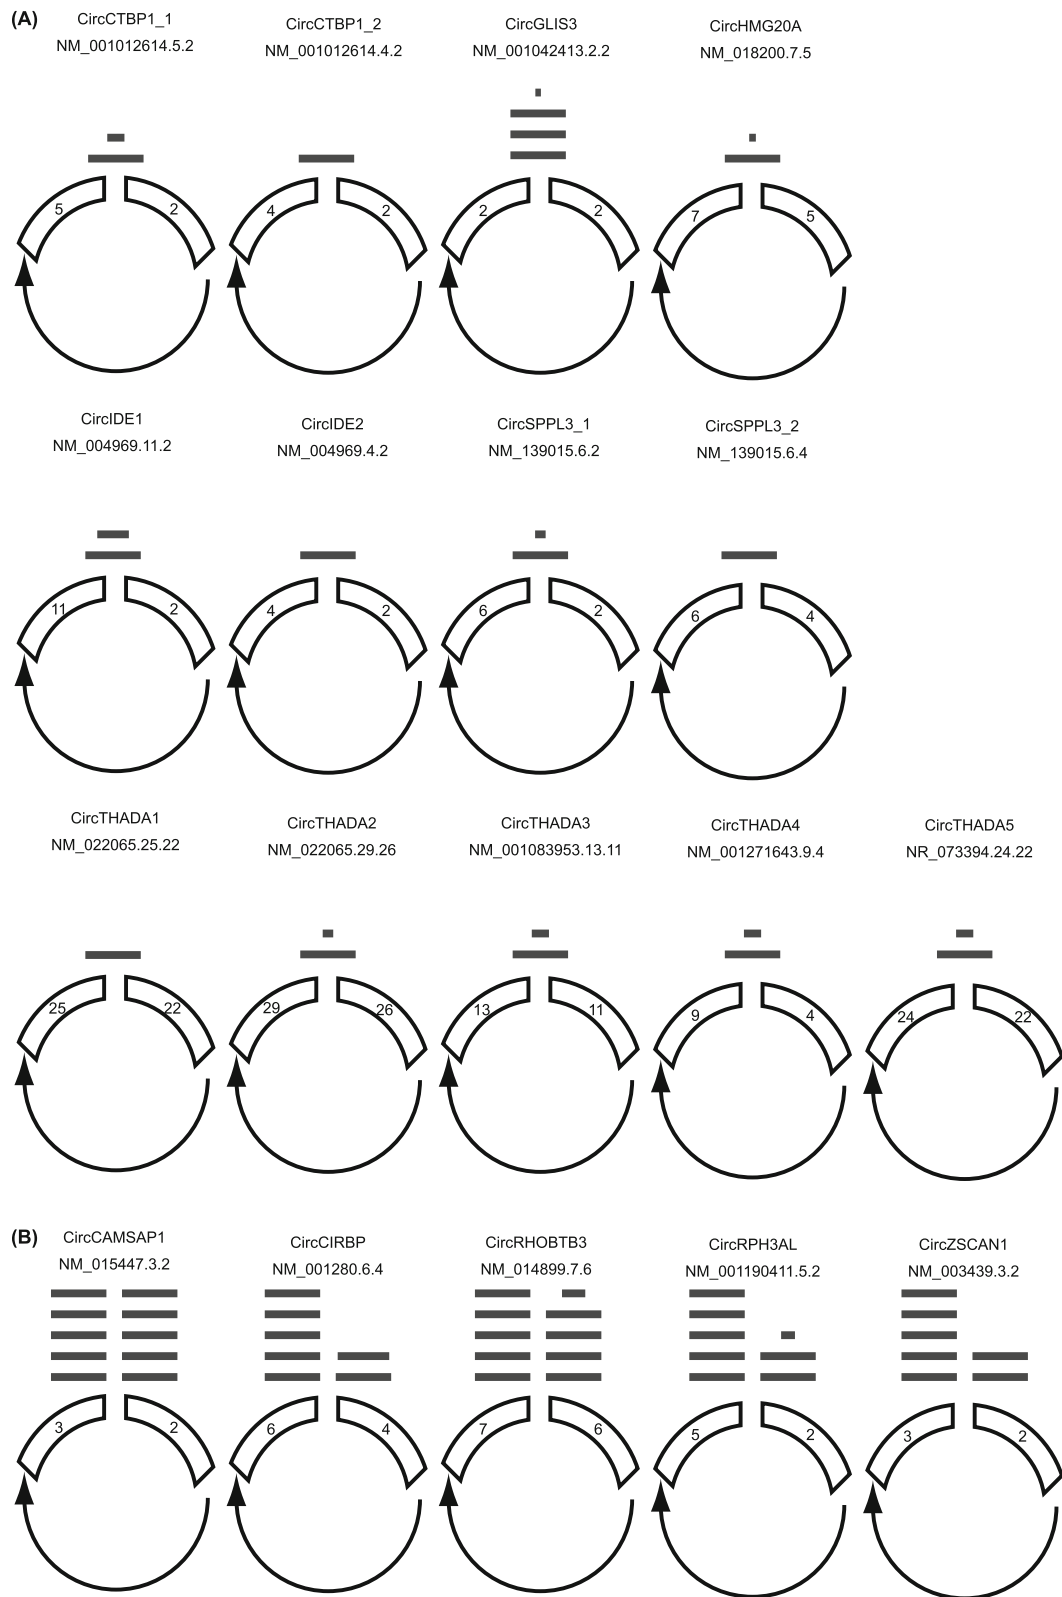 (A)
CircCTBP1_1
NM_001012614.5.2
CircCTBP1_2
NM_001012614.4.2
CircGLIS3
NM_001042413.2.2
CircHMG20A
NM_018200.7.5
5 2
4 2
2 2
7 5
CircIDE1
NM_004969.11.2
CircIDE2
NM_004969.4.2
CircSPPL3_1
NM_139015.6.2
CircSPPL3_2
NM_139015.6.4
11 2
4 2
6 2
6 4
CircTHADA1
NM_022065.25.22
CircTHADA2
NM_022065.29.26
CircTHADA3
NM_001083953.13.11
CircTHADA4
NM_001271643.9.4
CircTHADA5
NR_073394.24.22
25 22
29 26
13 11
9 4
24 22
(B)
CircCAMSAP1
NM_015447.3.2
CircCIRBP
NM_001280.6.4
CircRHOBTB3
NM_014899.7.6
CircRPH3AL
NM_001190411.5.2
CircZSCAN1
NM_003439.3.2
3 2
6 4
7 6
5 2
3 2